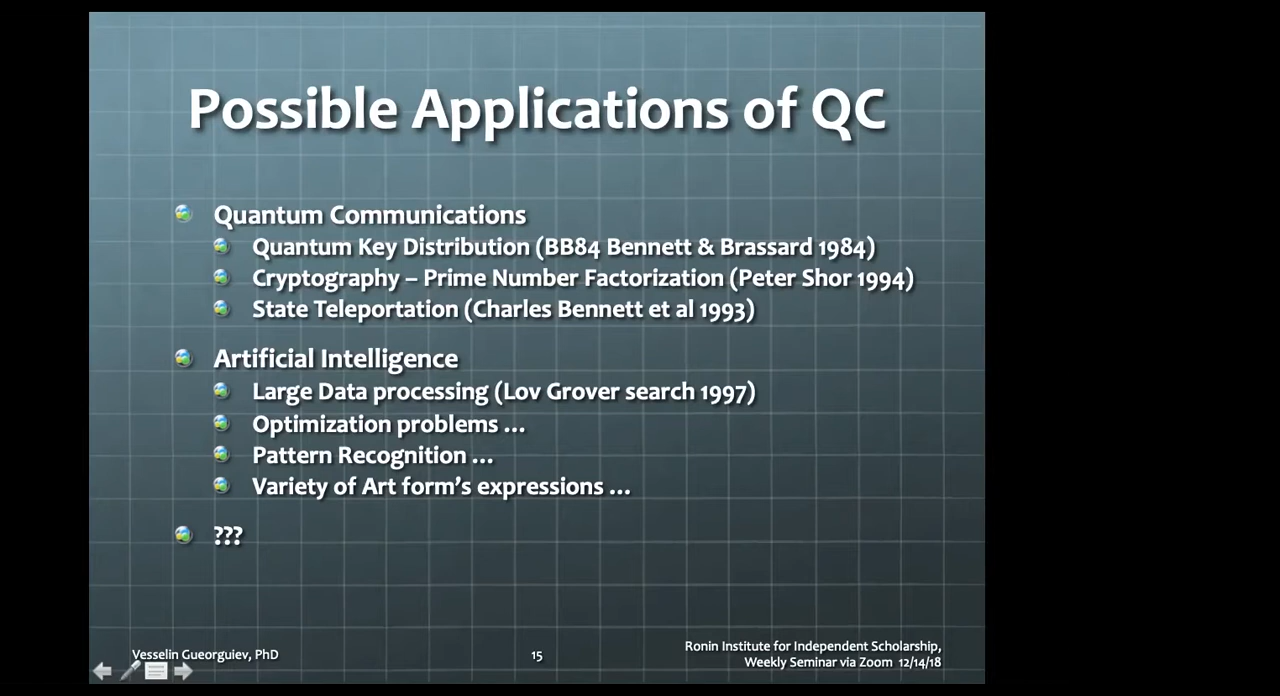 Possible Applications of QC
Quantum Communications
Quantum Key Distribution (BB84 Bennett & Brassard 1984)
Cryptography – Prime Number Factorization (Peter Shor 1994)
State Teleportation (Charles Bennett et al 1993)
Artificial Intelligence
Large Data processing (Lov Grover search 1997)
Optimization problems …
Pattern Recognition …
Variety of Art form’s expressions …
???
Vesselin Gueorguiev, PhD
15
Ronin Institute for Independent Scholarship,
Weekly Seminar via Zoom 12/14/18